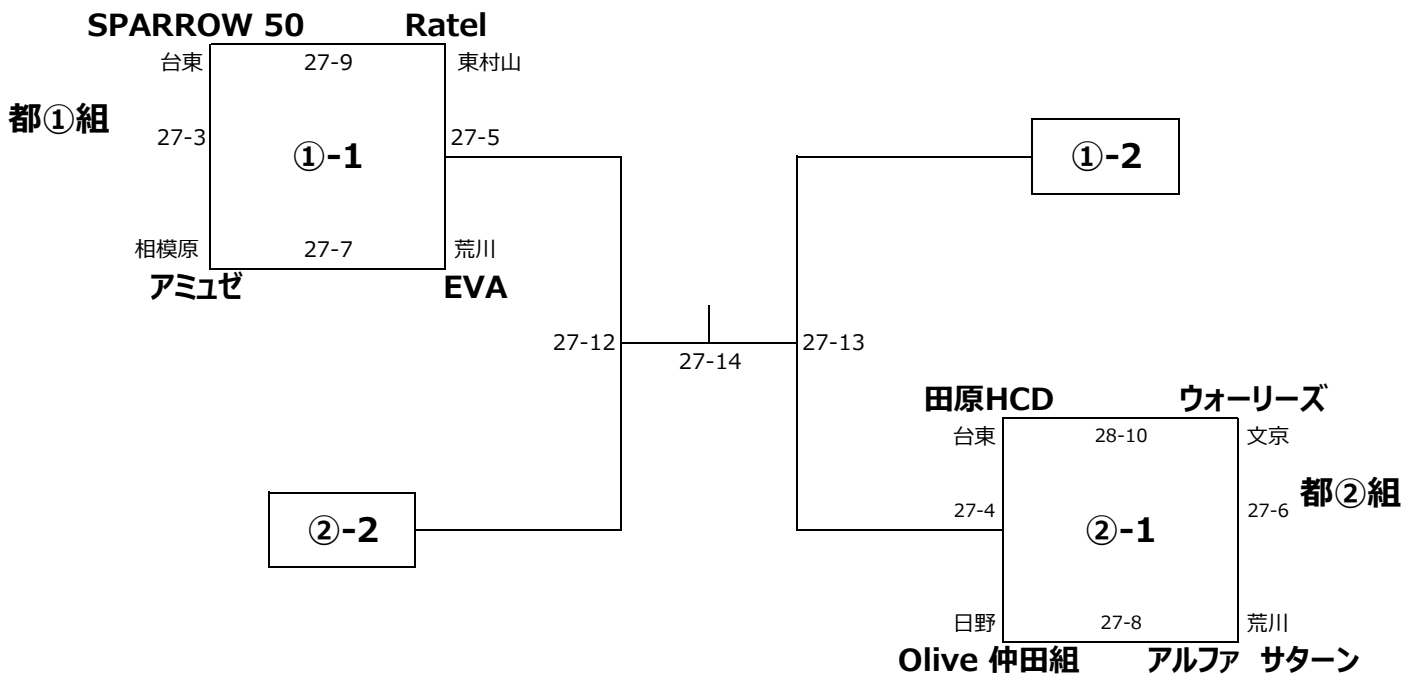 SPARROW 50 Ratel
台東 27-9 東村山
都①組
27-3 ①-1 27-5
①-2
相模原 27-7 荒川
アミュゼ EVA
27-12 27-14 27-13
田原HCD ウォーリーズ
台東 28-10 文京
都②組
27-4 ②-1 27-6
②-2
日野 27-8 荒川
Olive 仲田組 アルファ サターン